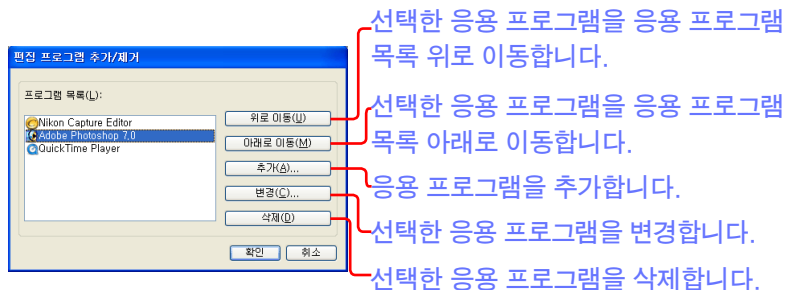 선택한 응용 프로그램을 응용 프로그램
목록 위로 이동합니다.
편집 프로그램 추가/제거
프로그램 목록(L):
Nikon Capture Editor
Adobe Photoshop 7.0
QuickTime Player
위로 이동(U)
아래로 이동(M)
추가(A)...
변경(C)...
삭제(D)
확인
취소
선택한 응용 프로그램을 응용 프로그램
목록 아래로 이동합니다.
응용 프로그램을 추가합니다.
선택한 응용 프로그램을 변경합니다.
선택한 응용 프로그램을 삭제합니다.